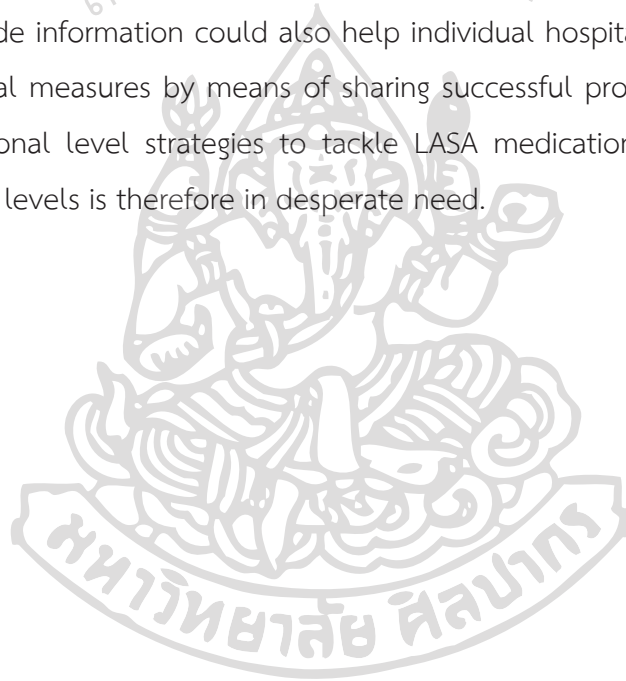 de information could also help individual hospita
al measures by means of sharing successful pro
onal level strategies to tackle LASA medication
levels is therefore in desperate need.
มหาวิทยาลัย ศิลปากร